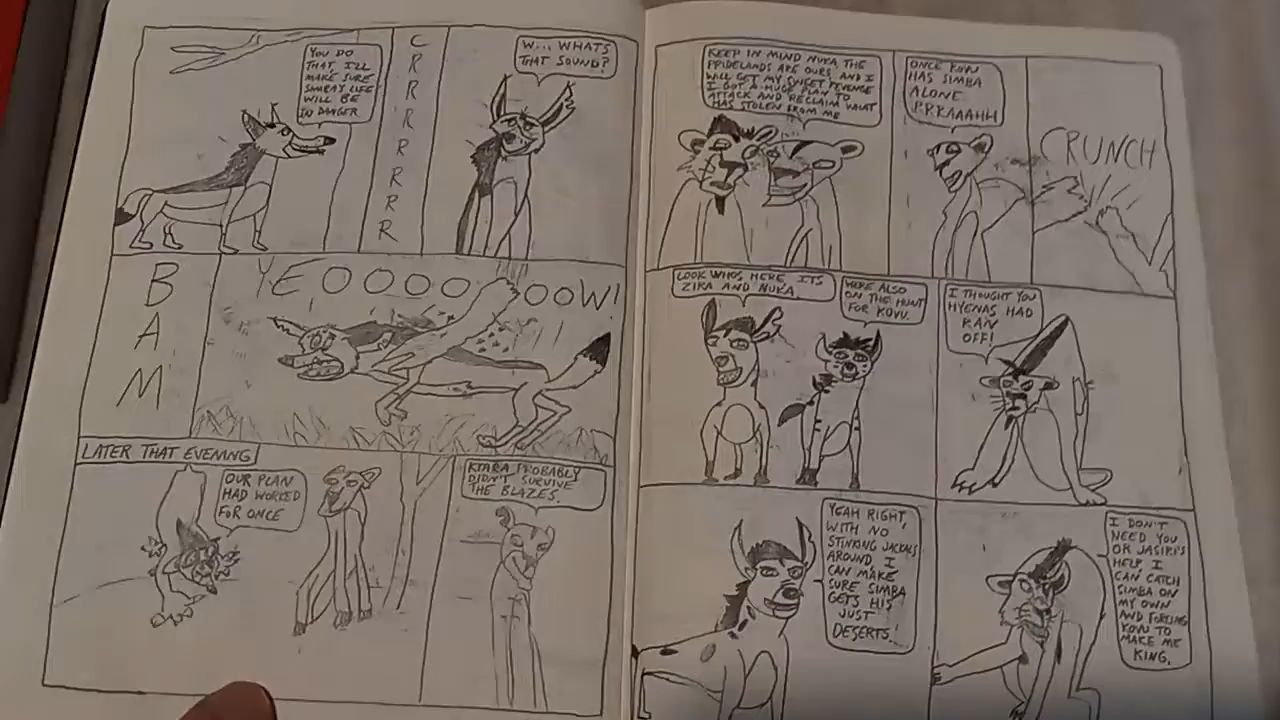 YOU DO
THAT, I'LL
MAKE SURE
LIFE
WILL BE
IN DANGER
CRRRRRRR
W... WHATS
THAT SOUND?
BAM
YEOOOO OOW!
LATER THAT EVENING
OUR PLAN
HAD WORKED
FOR ONCE
KIARA PROBABLY
DIDN'T SURVIVE
THE BLAZES.
KEEP IN MIND NUKA THE
PRIDELANDS ARE OURS, AND I
WILL GET MY SWEET REVENGE
I GOT A HUGE PLAN TO
ATTACK AND RECLAIM WHAT
HAS STOLEN FROM ME
ONCE KOVU
HAS SIMBA
ALONE
RRRAAAHH
CRUNCH
LOOK WHOS HERE ITS
ZIRA AND NUKA.
WERE ALSO
ON THE HUNT
FOR KOVU.
I THOUGHT YOU
HYENAS HAD
RAN
OFF!
YEAH RIGHT,
WITH NO
STINKING JACKALS
AROUND, I
CAN MAKE
SURE SIMBA
GETS HIS
JUST
DESERTS!
I DON'T
NEED YOU
OR JASIRI'S
HELP, I
CAN CATCH
SIMBA ON
MY OWN
AND
KOVU TO
MAKE ME
KING.